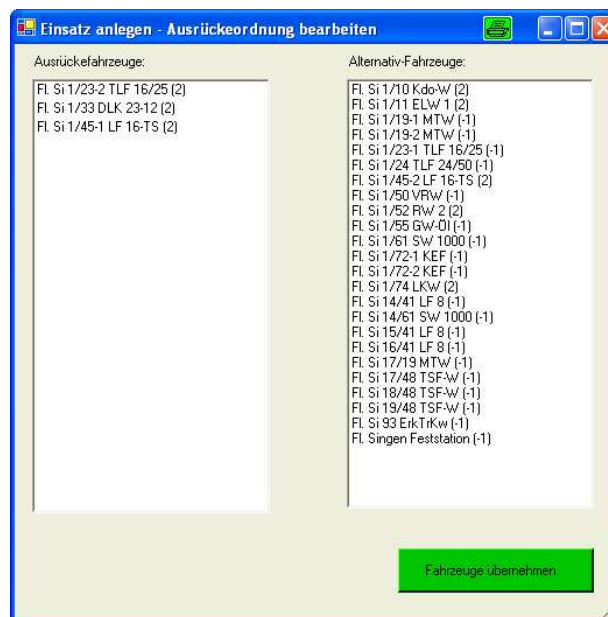 Einsatz anlegen - Ausrückeordnung bearbeiten
Ausrückefahrzeuge:
Fl. Si 1/23-2 TLF 16/25 (2)
Fl. Si 1/33 DLK 23-12 (2)
Fl. Si 1/45-1 LF 16-TS (2)
Alternativ-Fahrzeuge:
Fl. Si 1/10 Kdo-W (2)
Fl. Si 1/11 ELW 1 (2)
Fl. Si 1/19-1 MTW (-1)
Fl. Si 1/19-2 MTW (-1)
Fl. Si 1/23-1 TLF 16/25 (-1)
Fl. Si 1/24 TLF 24/50 (-1)
Fl. Si 1/45-2 LF 16-TS (2)
Fl. Si 1/50 VRW (-1)
Fl. Si 1/52 RW 2 (2)
Fl. Si 1/55 GW-Öl (-1)
Fl. Si 1/61 SW 1000 (-1)
Fl. Si 1/72-1 KEF (-1)
Fl. Si 1/72-2 KEF (-1)
Fl. Si 1/74 LKW (2)
Fl. Si 14/41 LF 8 (-1)
Fl. Si 14/61 SW 1000 (-1)
Fl. Si 15/41 LF 8 (-1)
Fl. Si 16/41 LF 8 (-1)
Fl. Si 17/19 MTW (-1)
Fl. Si 17/48 TSF-W (-1)
Fl. Si 18/48 TSF-W (-1)
Fl. Si 19/48 TSF-W (-1)
Fl. Si 93 ErkTrKw (-1)
Fl. Singen Feststation (-1)
Fahrzeuge übernehmen